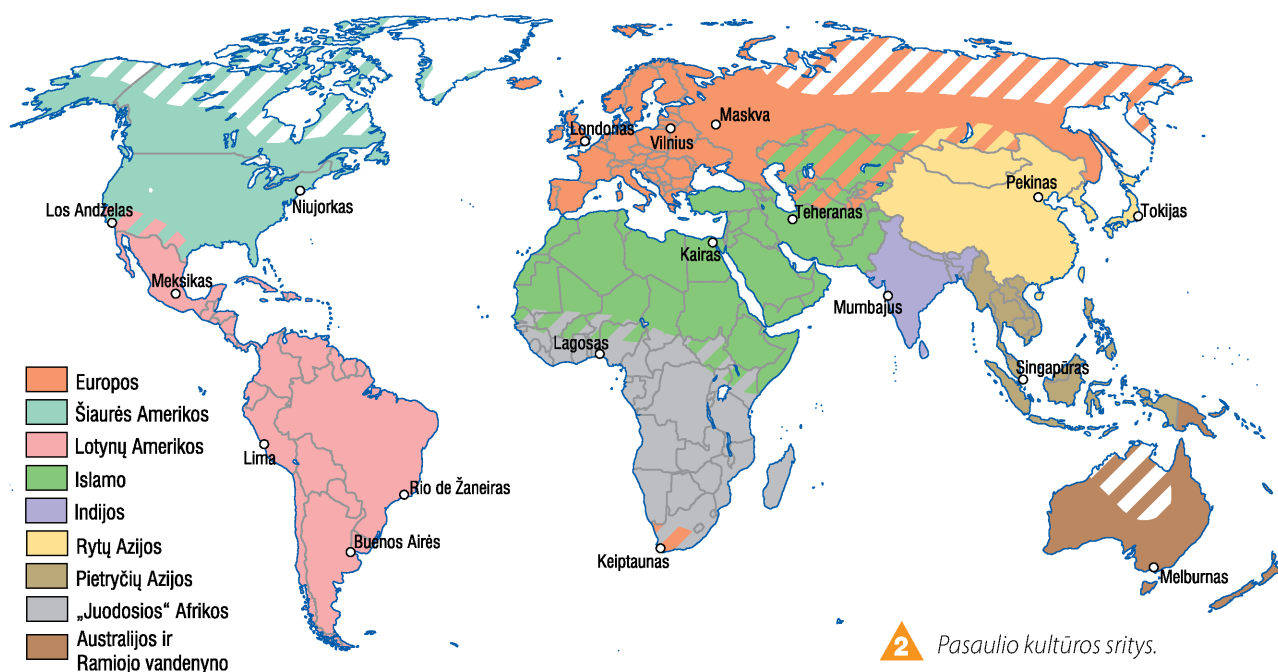 Maskva
Londonas
Vilnius
Pekinas
Niujorkas
Los Andželas
Teheranas
Tokijas
Kairas
Meksikas
Mumbajus
Lagosas
Singapūras
Lima
Rio de Žaneiras
Buenos Airės
Keiptaunas
Melburnas
Europos
Šiaurės Amerikos
Lotynų Amerikos
Islamo
Indijos
Rytų Azijos
Pietryčių Azijos
„Juodosios“ Afrikos
Australijos ir
Ramiojo vandenyno
2 Pasaulio kultūros sritys.